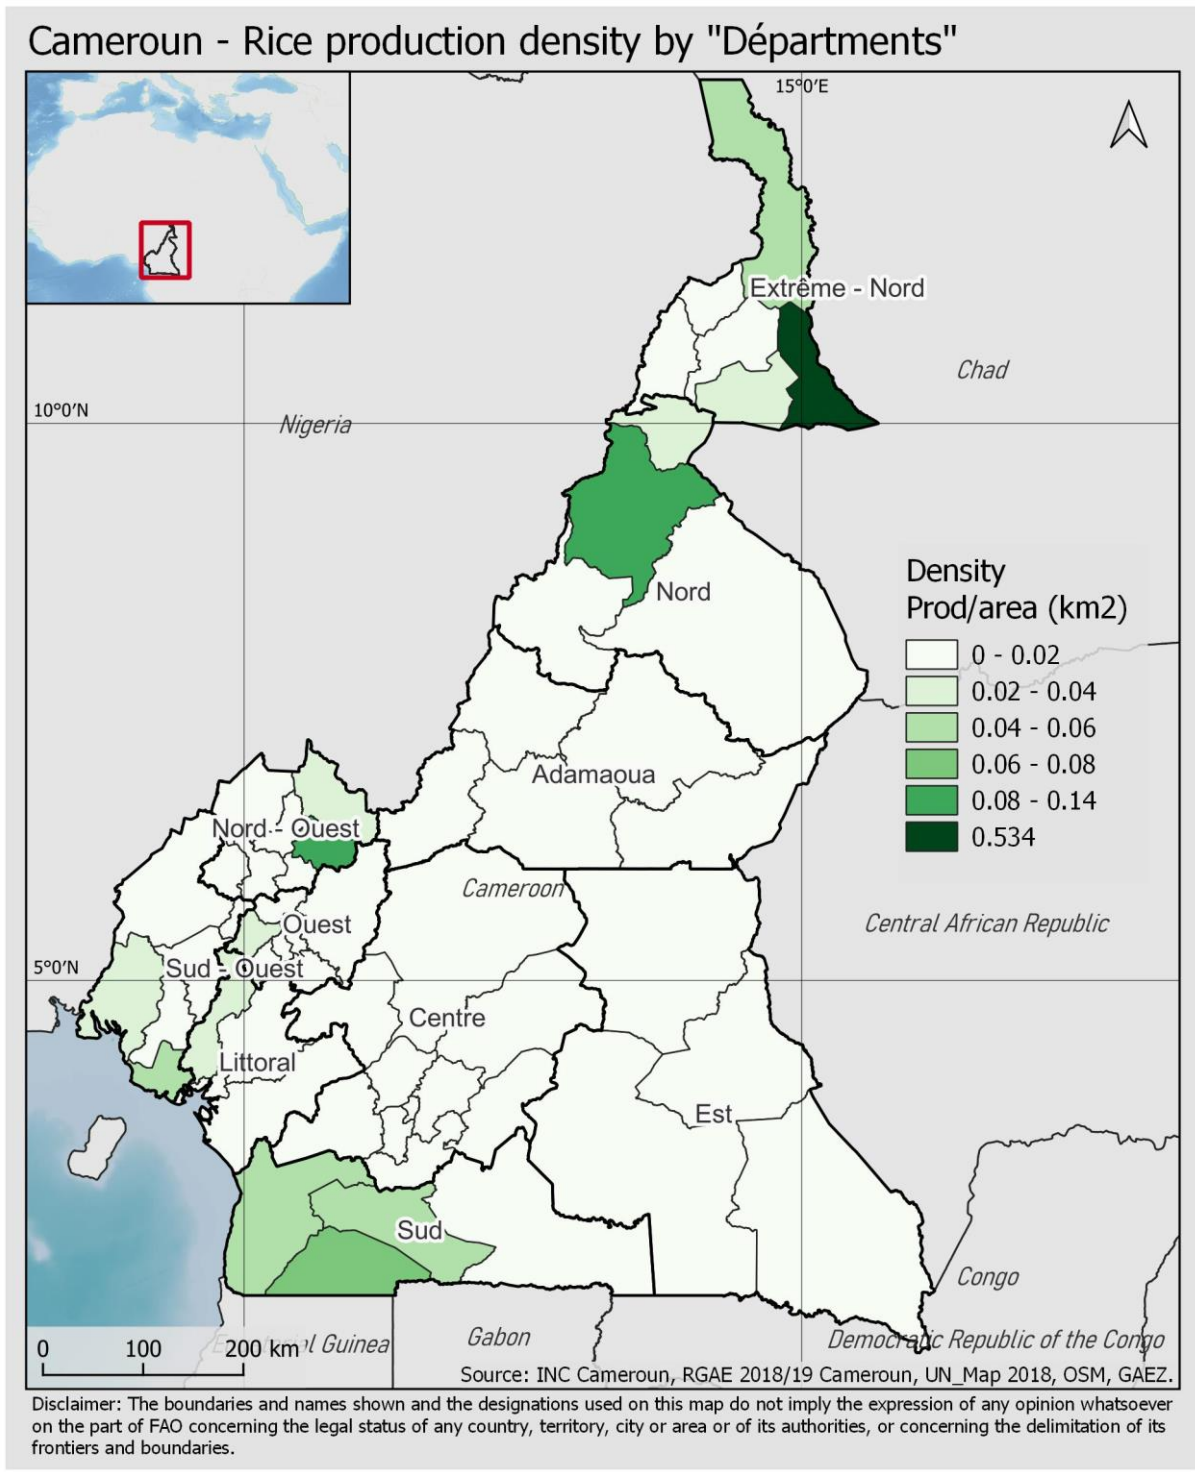 Cameroun - Rice production density by "Départments"
15°0′E
Extrême - Nord
Chad
10°0′N
Nigeria
Density
Prod/area (km2)
Nord
0 - 0.02
0.02 - 0.04
0.04 - 0.06
0.06 - 0.08
0.08 - 0.14
0.534
Adamaoua
Nord - Ouest
Cameroon
Ouest
Central African Republic
5°0′N
Sud - Ouest
Centre
Littoral
Est
Sud
Congo
0 100 200 km
Equatorial Guinea
Gabon
Democratic Republic of the Congo
Source: INC Cameroun, RGAE 2018/19 Cameroun, UN_Map 2018, OSM, GAEZ.
Disclaimer: The boundaries and names shown and the designations used on this map do not imply the expression of any opinion whatsoever
on the part of FAO concerning the legal status of any country, territory, city or area or of its authorities, or concerning the delimitation of its
frontiers and boundaries.